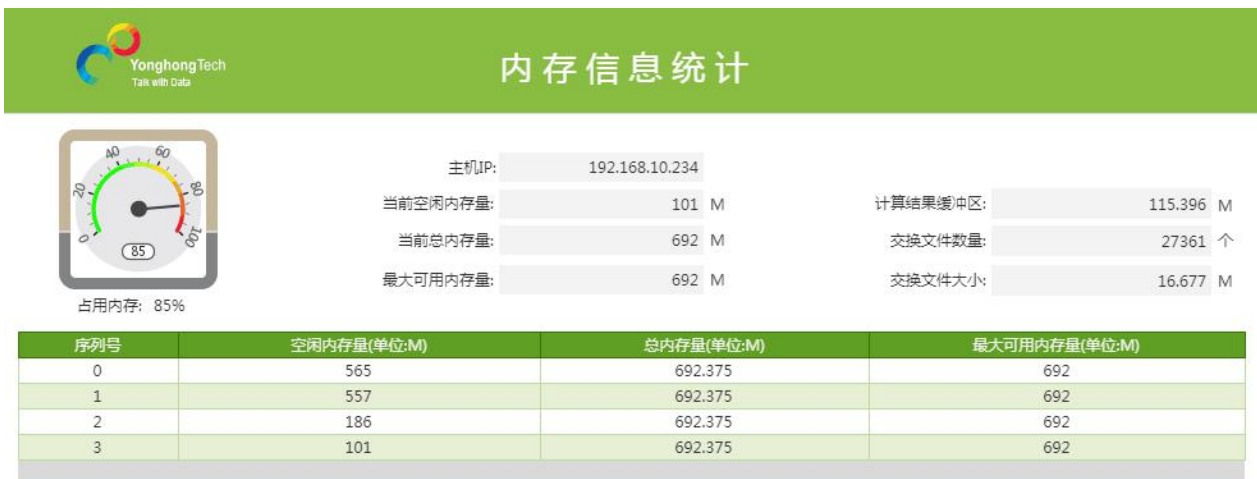 YonghongTech
Talk with Data
内存信息统计
0 20 40 60 80 100
85
占用内存: 85%
主机IP: 192.168.10.234
当前空闲内存量: 101 M
计算结果缓冲区: 115.396 M
当前总内存量: 692 M
交换文件数量: 27361 个
最大可用内存量: 692 M
交换文件大小: 16.677 M
序列号 空闲内存量(单位:M) 总内存量(单位:M) 最大可用内存量(单位:M)
0 565 692.375 692
1 557 692.375 692
2 186 692.375 692
3 101 692.375 692